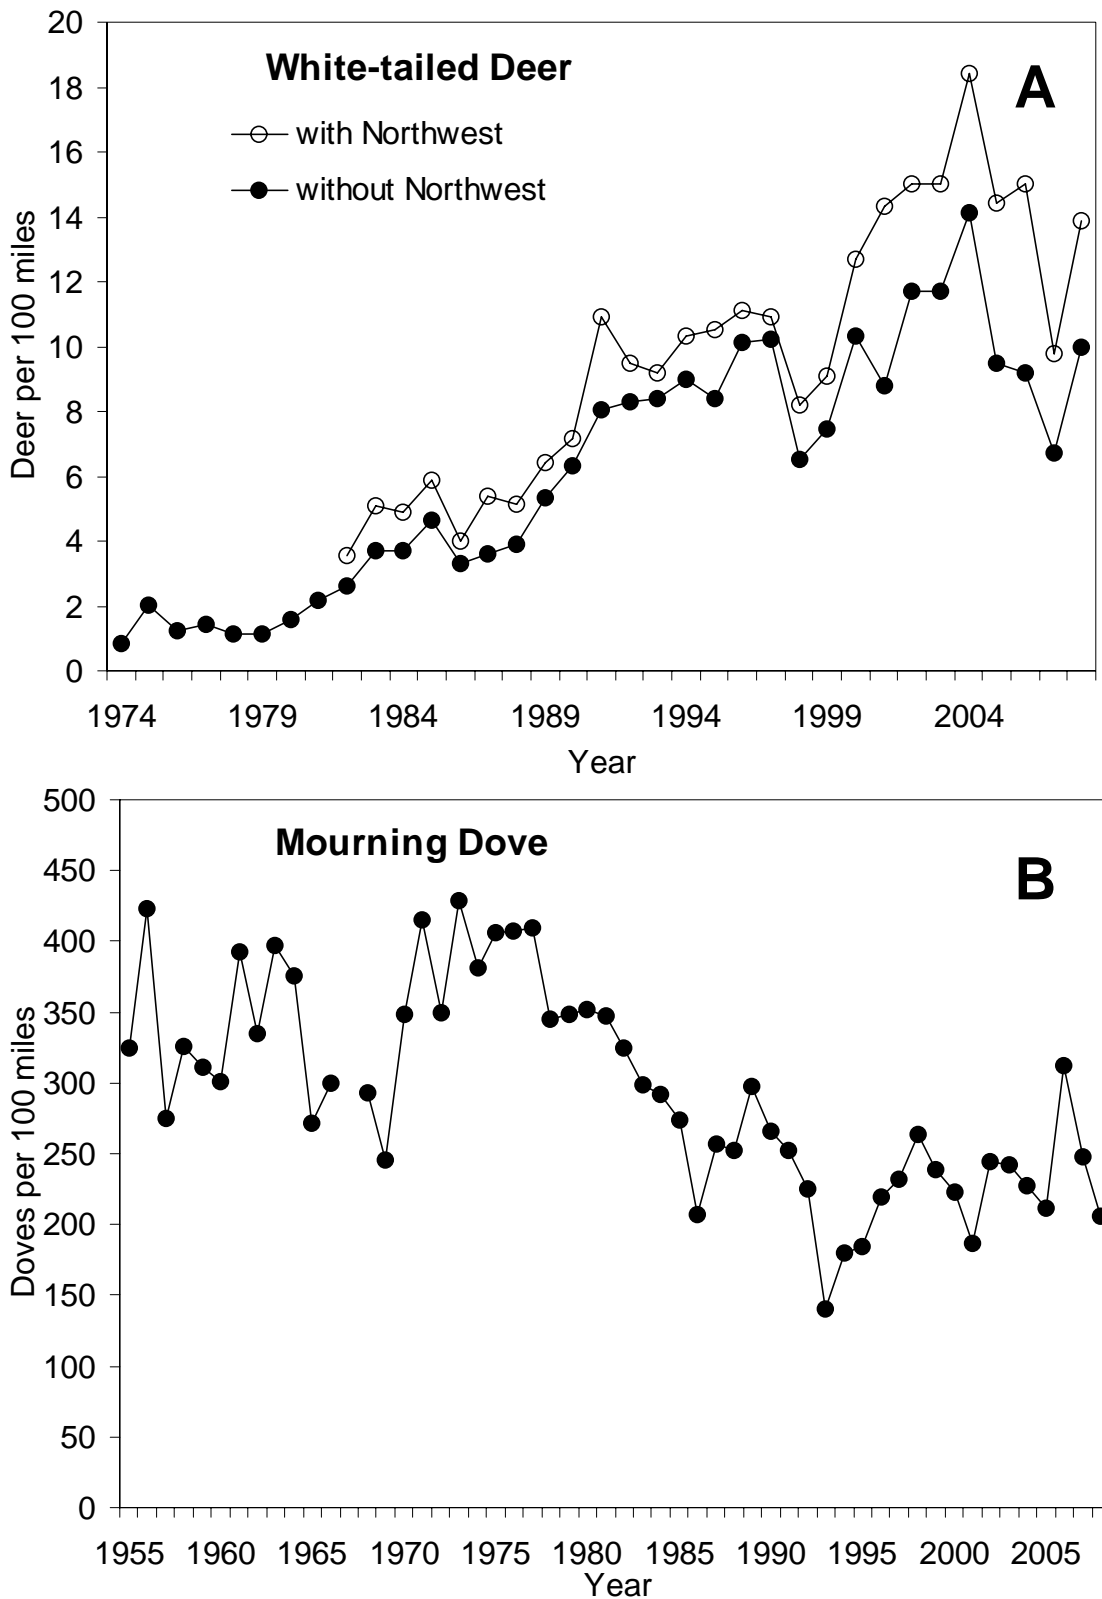 White-tailed Deer
A
with Northwest
without Northwest
Deer per 100 miles
20
18
16
14
12
10
8
6
4
2
0
1974 1979 1984 1989 1994 1999 2004
Year
Mourning Dove
B
Doves per 100 miles
500
450
400
350
300
250
200
150
100
50
0
1955 1960 1965 1970 1975 1980 1985 1990 1995 2000 2005
Year